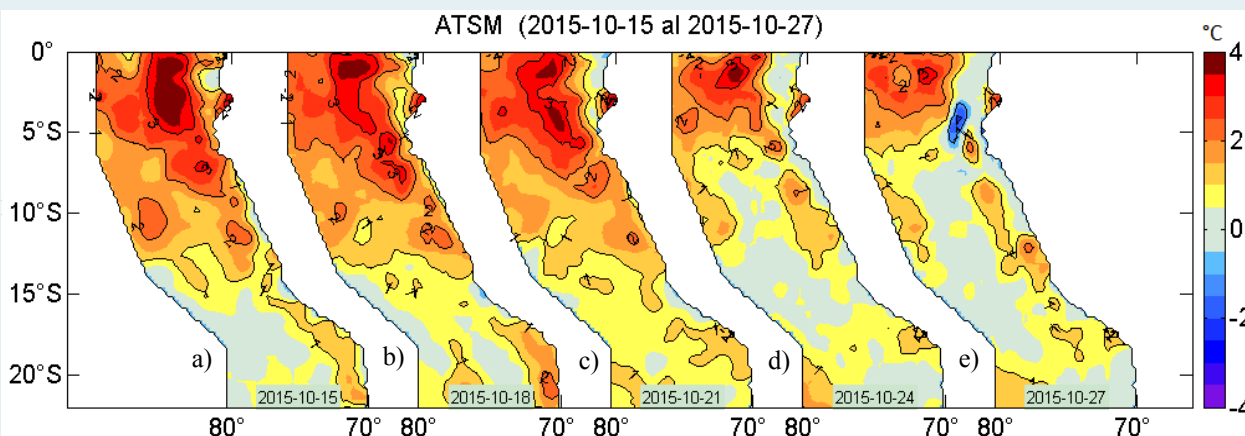 ATSM (2015-10-15 al 2015-10-27)
°C
0°
5°S
10°S
15°S
20°S
a) b) c) d) e)
2015-10-15 2015-10-18 2015-10-21 2015-10-24 2015-10-27
80° 70° 80° 70° 80° 70° 80° 70° 80° 70°
4
2
0
-2
-4